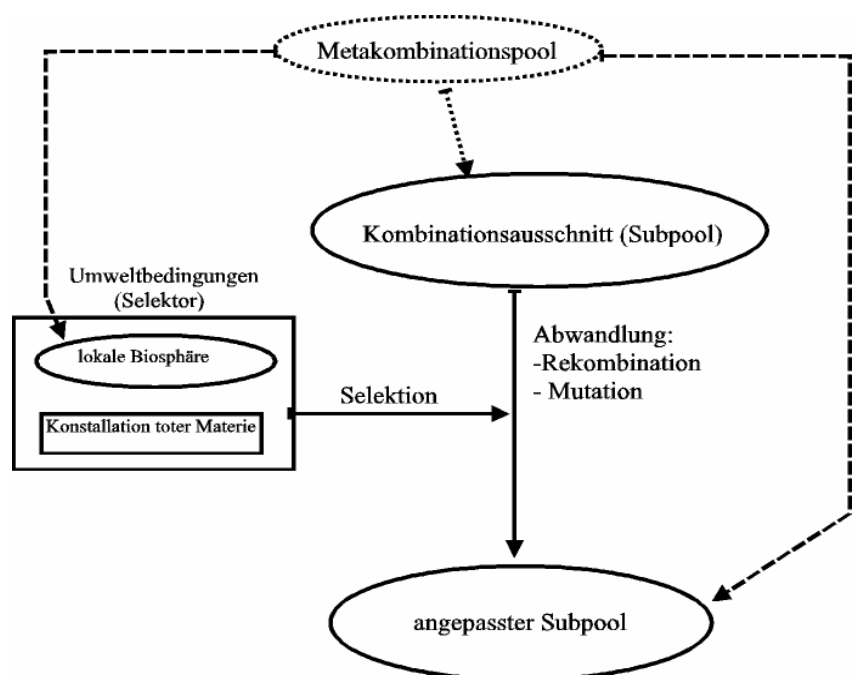 Metakombinationspool
Kombinationsausschnitt (Subpool)
Umweltbedingungen
(Selektor)
lokale Biosphäre
Konstallation toter Materie
Selektion
Abwandlung:
-Rekombination
- Mutation
angepasster Subpool